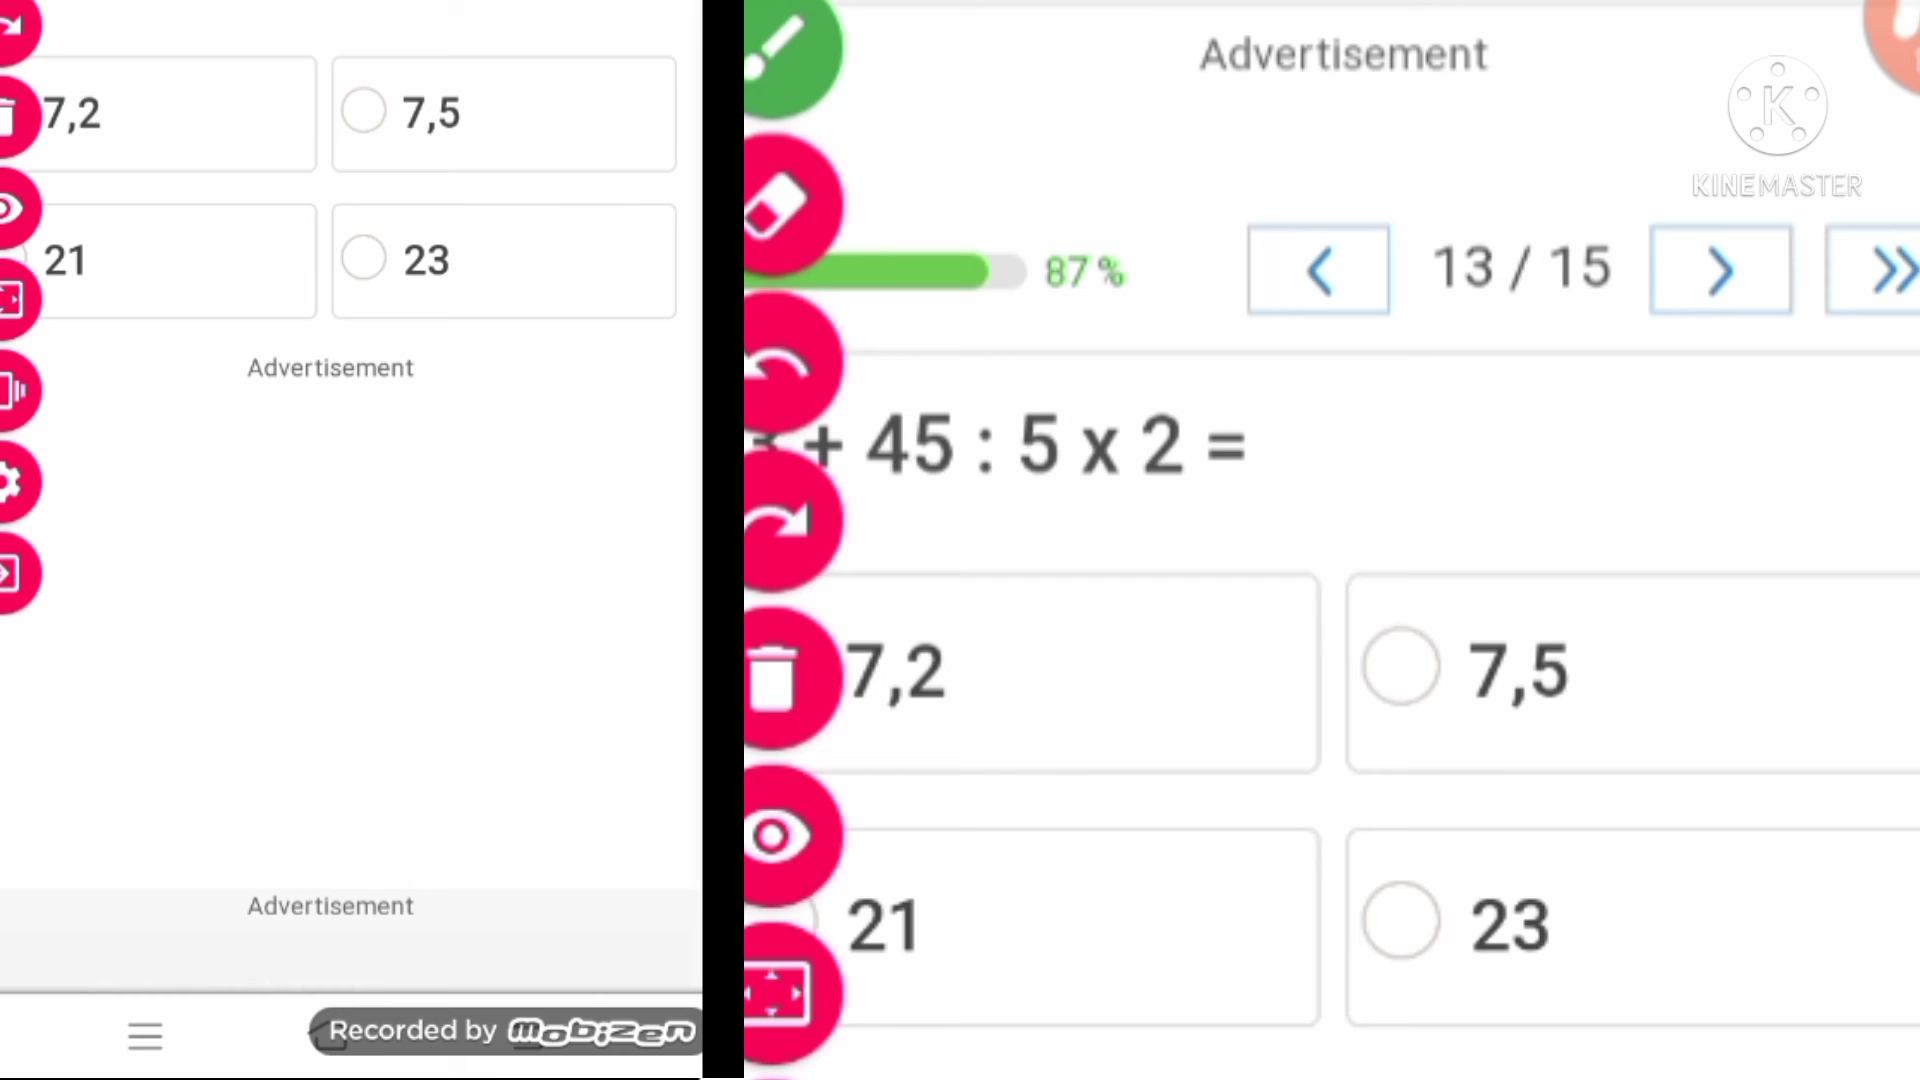 7,2
7,5
21
23
Advertisement
Advertisement
Recorded by mobizen
Advertisement
KINEMASTER
87 %
13 / 15
3 + 45 : 5 x 2 =
7,2
7,5
21
23